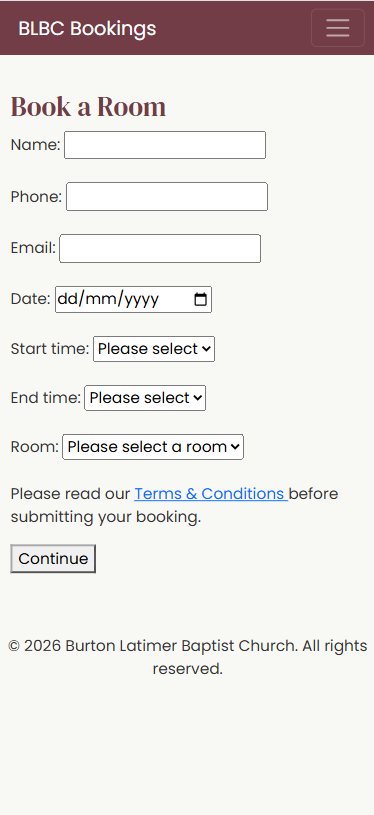 BLBC Bookings
Book a Room
Name:
Phone:
Email:
Date: dd/mm/yyyy
Start time: Please select
End time: Please select
Room: Please select a room
Please read our Terms & Conditions before
submitting your booking.
Continue
© 2026 Burton Latimer Baptist Church. All rights
reserved.